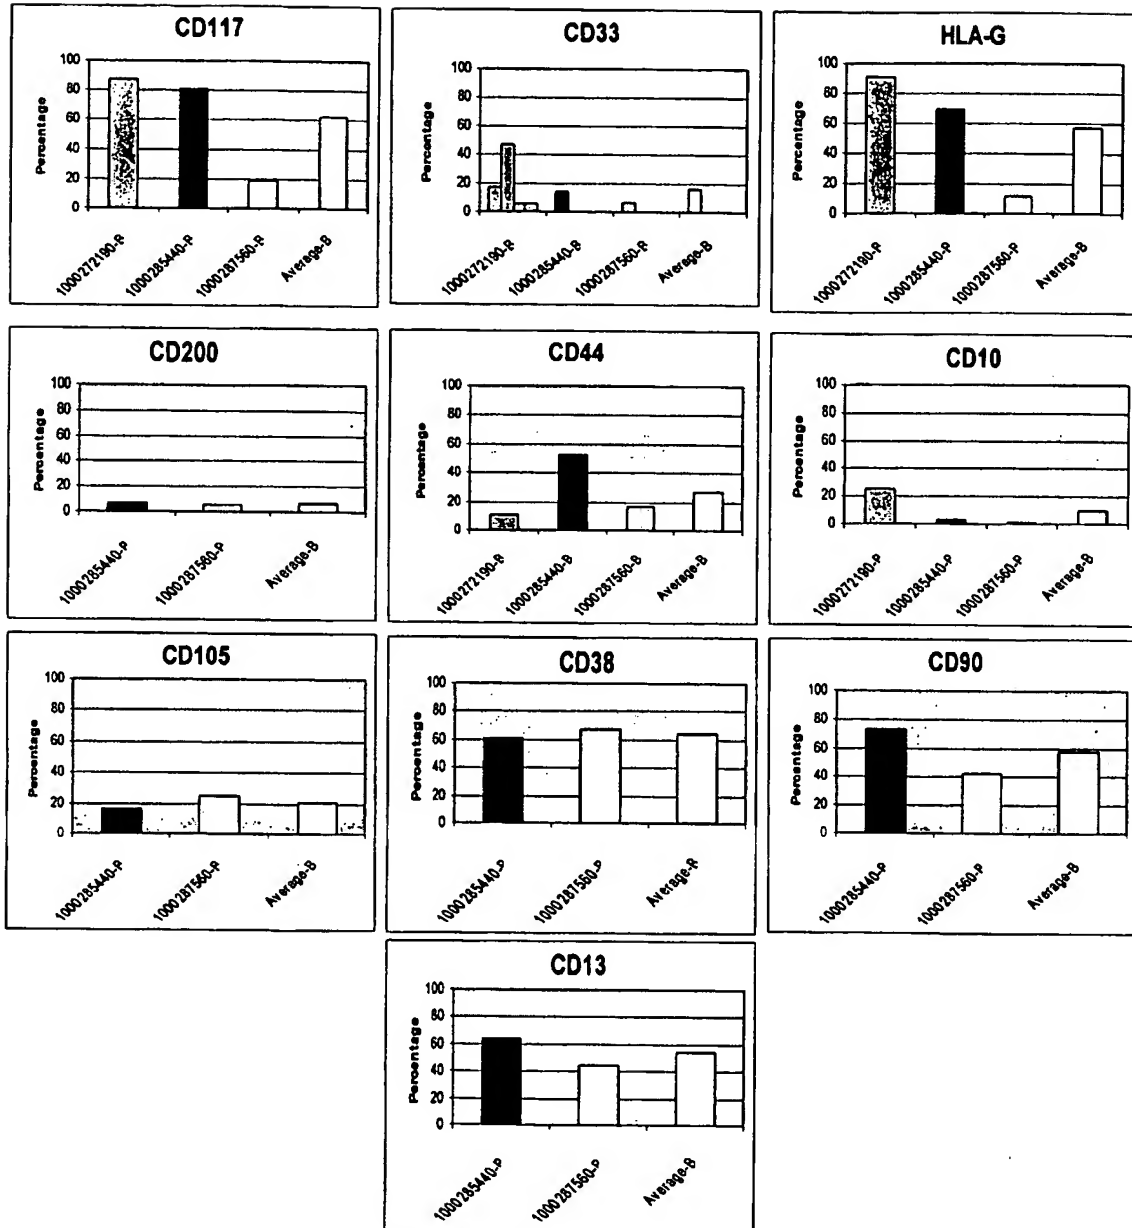 CD117
Percentage
100
80
60
40
20
0
1000272190-P
1000285440-P
1000287560-P
Average-B
CD33
Percentage
100
80
60
40
20
0
1000272190-B
1000285440-B
1000287560-P
Average-B
HLA-G
Percentage
100
80
60
40
20
0
1000272190-P
1000285440-P
1000287560-P
Average-B
CD200
Percentage
100
80
60
40
20
0
1000285440-P
1000287560-P
Average-B
CD44
Percentage
100
80
60
40
20
0
1000272190-B
1000285440-B
1000287560-B
Average-B
CD10
Percentage
100
80
60
40
20
0
1000272190-P
1000285440-P
1000287560-P
Average-B
CD105
Percentage
100
80
60
40
20
0
1000285440-P
1000287560-P
Average-B
CD38
Percentage
100
80
60
40
20
0
1000285440-P
1000287560-P
Average-B
CD90
Percentage
100
80
60
40
20
0
1000285440-P
1000287560-P
Average-B
CD13
Percentage
100
80
60
40
20
0
1000285440-P
1000287560-P
Average-B